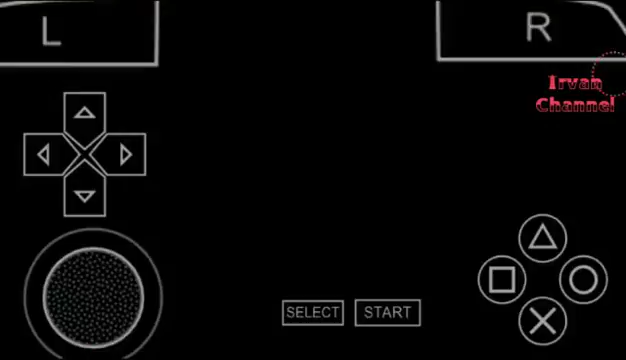 L
R
Irvan
Channel
SELECT
START